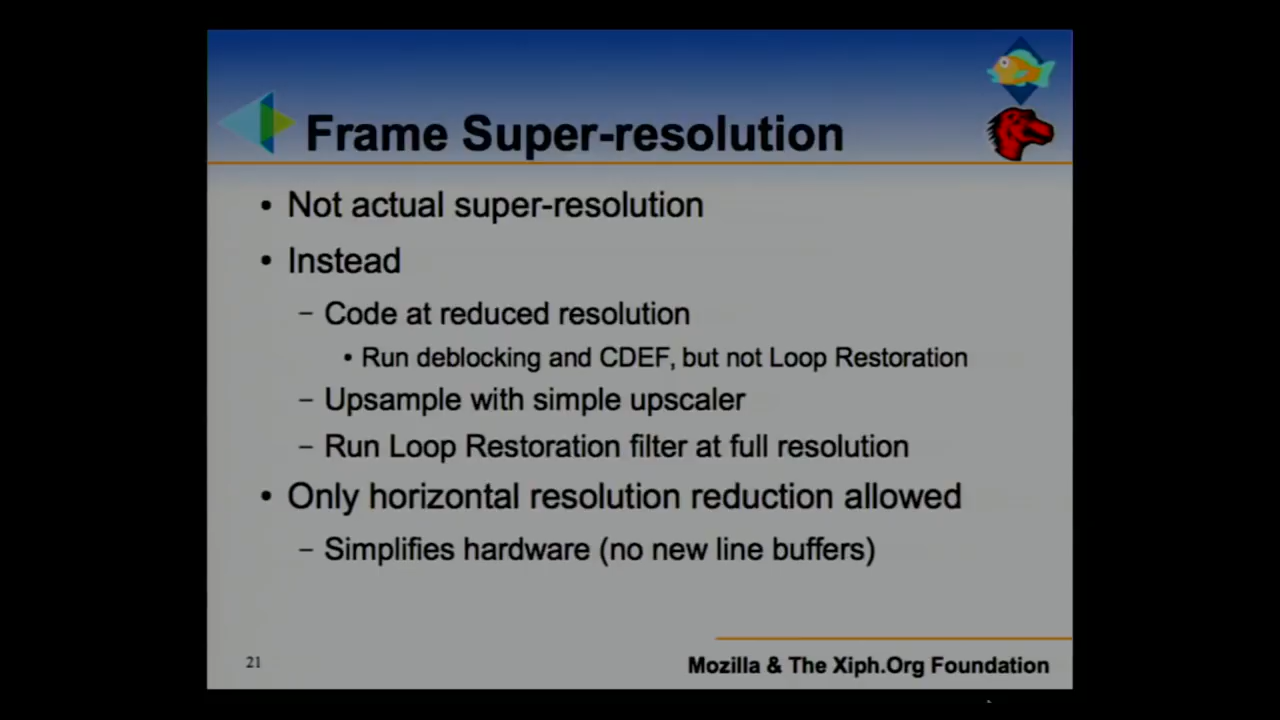 Frame Super-resolution
• Not actual super-resolution
• Instead
– Code at reduced resolution
• Run deblocking and CDEF, but not Loop Restoration
– Upsample with simple upscaler
– Run Loop Restoration filter at full resolution
• Only horizontal resolution reduction allowed
– Simplifies hardware (no new line buffers)
21
Mozilla & The Xiph.Org Foundation